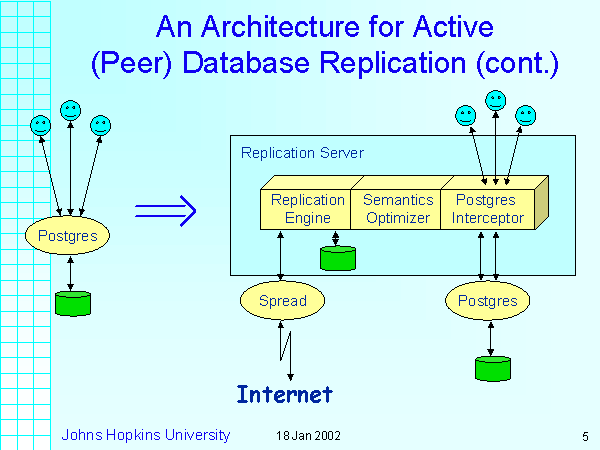 An Architecture for Active
(Peer) Database Replication (cont.)
Replication Server
Replication
Engine
Semantics
Optimizer
Postgres
Interceptor
Postgres
Spread
Postgres
Internet
Johns Hopkins University
18 Jan 2002
5